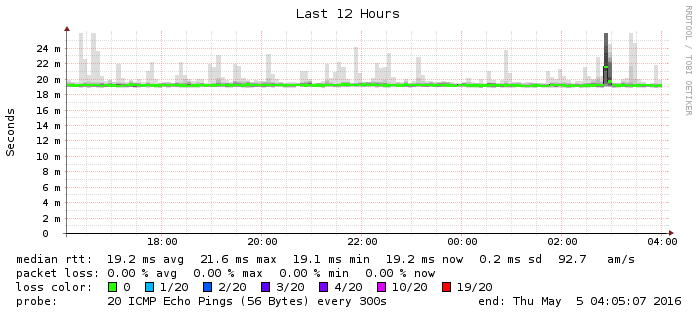 Last 12 Hours
RRDTOOL / TOBI OETIKER
Seconds
24 m
22 m
20 m
18 m
16 m
14 m
12 m
10 m
8 m
6 m
4 m
2 m
0
18:00 20:00 22:00 00:00 02:00 04:00
median rtt: 19.2 ms avg 21.6 ms max 19.1 ms min 19.2 ms now 0.2 ms sd 92.7 am/s
packet loss: 0.00 % avg 0.00 % max 0.00 % min 0.00 % now
loss color: 0 1/20 2/20 3/20 4/20 10/20 19/20
probe: 20 ICMP Echo Pings (56 Bytes) every 300s end: Thu May 5 04:05:07 2016